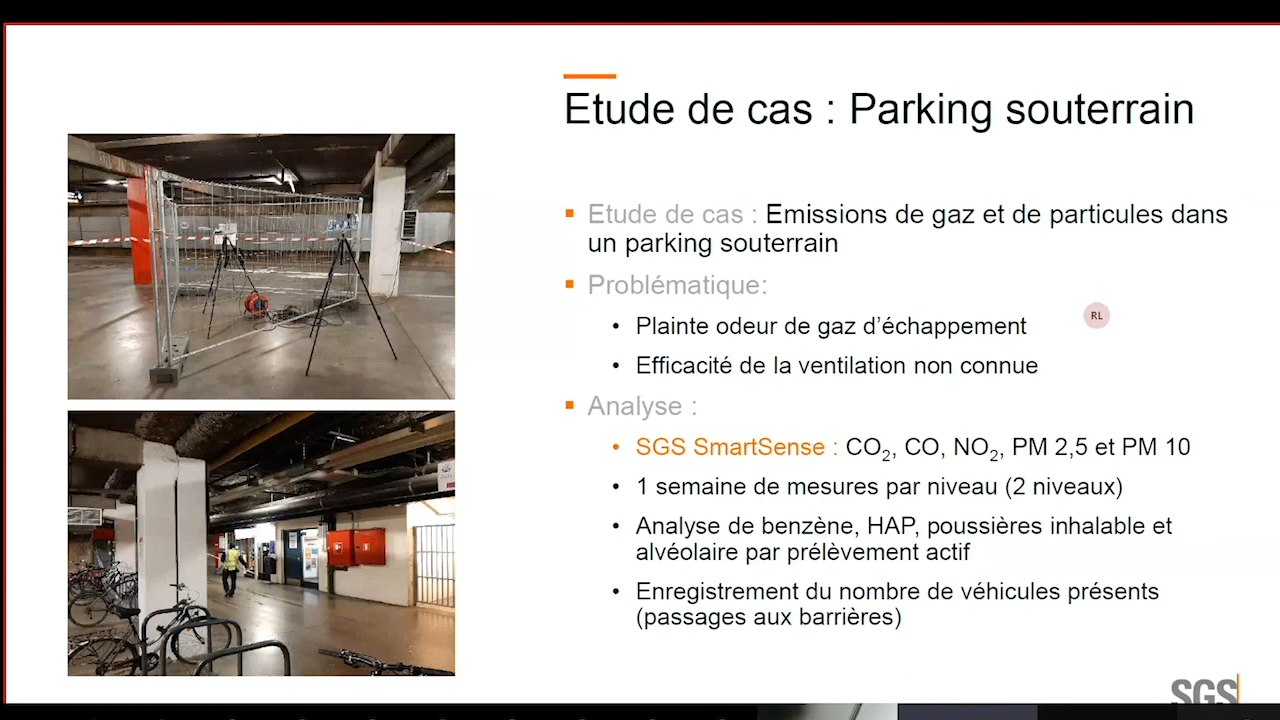 Etude de cas : Parking souterrain
Etude de cas : Emissions de gaz et de particules dans
un parking souterrain
Problématique:
Plainte odeur de gaz d'échappement
RL
Efficacité de la ventilation non connue
Analyse :
SGS SmartSense : CO2, CO, NO2, PM 2,5 et PM 10
1 semaine de mesures par niveau (2 niveaux)
Analyse de benzène, HAP, poussières inhalable et
alvéolaire par prélèvement actif
Enregistrement du nombre de véhicules présents
(passages aux barrières)
SGS